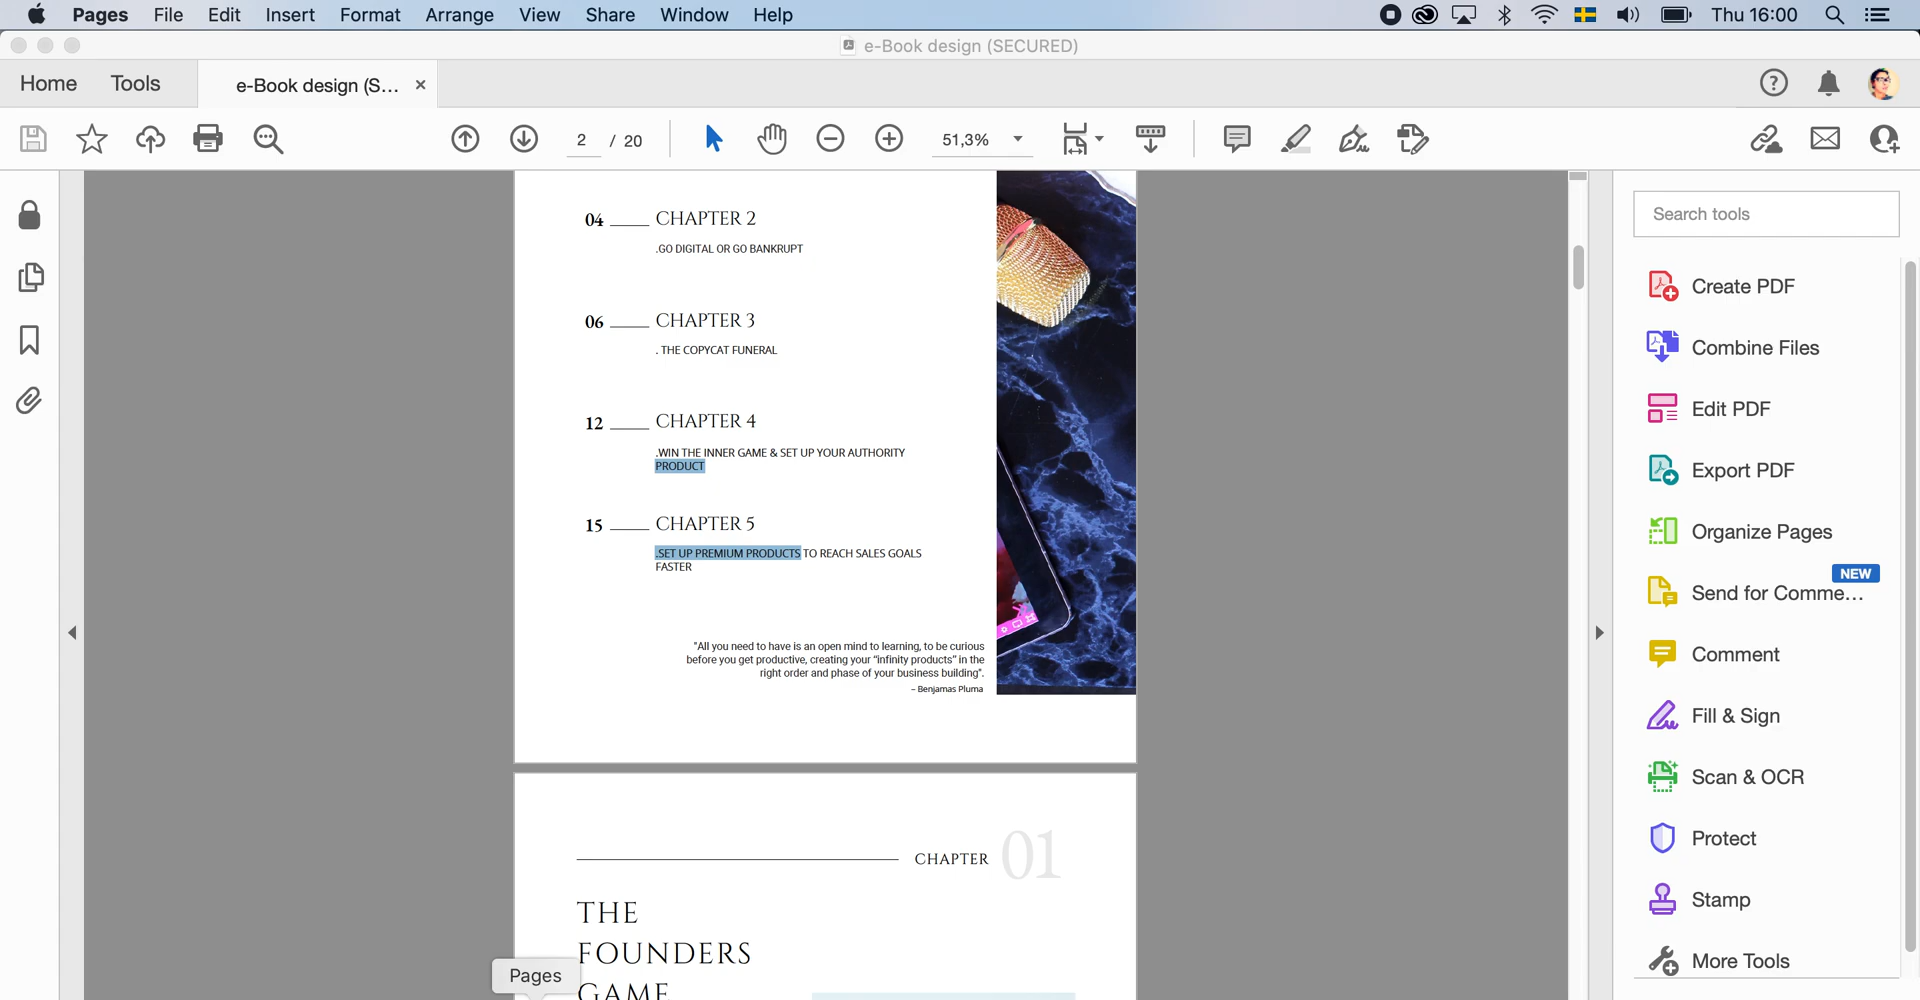 Pages File Edit Insert Format Arrange View Share Window Help Thu 16:00
e-Book design (SECURED)
Home Tools e-Book design (S... ×
2 / 20 51,3%
04 CHAPTER 2
.GO DIGITAL OR GO BANKRUPT
06 CHAPTER 3
. THE COPYCAT FUNERAL
12 CHAPTER 4
.WIN THE INNER GAME & SET UP YOUR AUTHORITY
PRODUCT
15 CHAPTER 5
.SET UP PREMIUM PRODUCTS TO REACH SALES GOALS
FASTER
"All you need to have is an open mind to learning, to be curious
before you get productive, creating your “infinity products” in the
right order and phase of your business building".
– Benjamas Pluma
CHAPTER 01
THE
FOUNDERS
GAME
Pages
Search tools
Create PDF
Combine Files
Edit PDF
Export PDF
Organize Pages
NEW
Send for Comme...
Comment
Fill & Sign
Scan & OCR
Protect
Stamp
More Tools